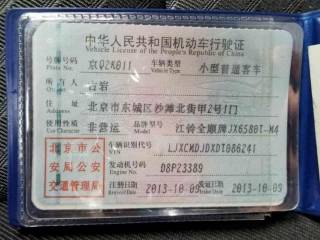 中华人民共和国机动车行驶证
Vehicle License of the People's Republic of China
号牌号码 京Q2K811 车辆类型 小型普通客车
Plate No. Vehicle Type
所有人 台岩
Owner
住址 北京市东城区沙滩北街甲2号1门
Address
使用性质 非营运 品牌型号 江铃全顺牌JX6580T-M4
Use Character Model
北京市公 车辆识别代号 LJXCMDJDXDT086241
VIN
安局公安 发动机号码 D8P23389
Engine No.
交通管理局 注册日期 2013-10-09 发证日期 2013-10-09
Register Date Issue Date